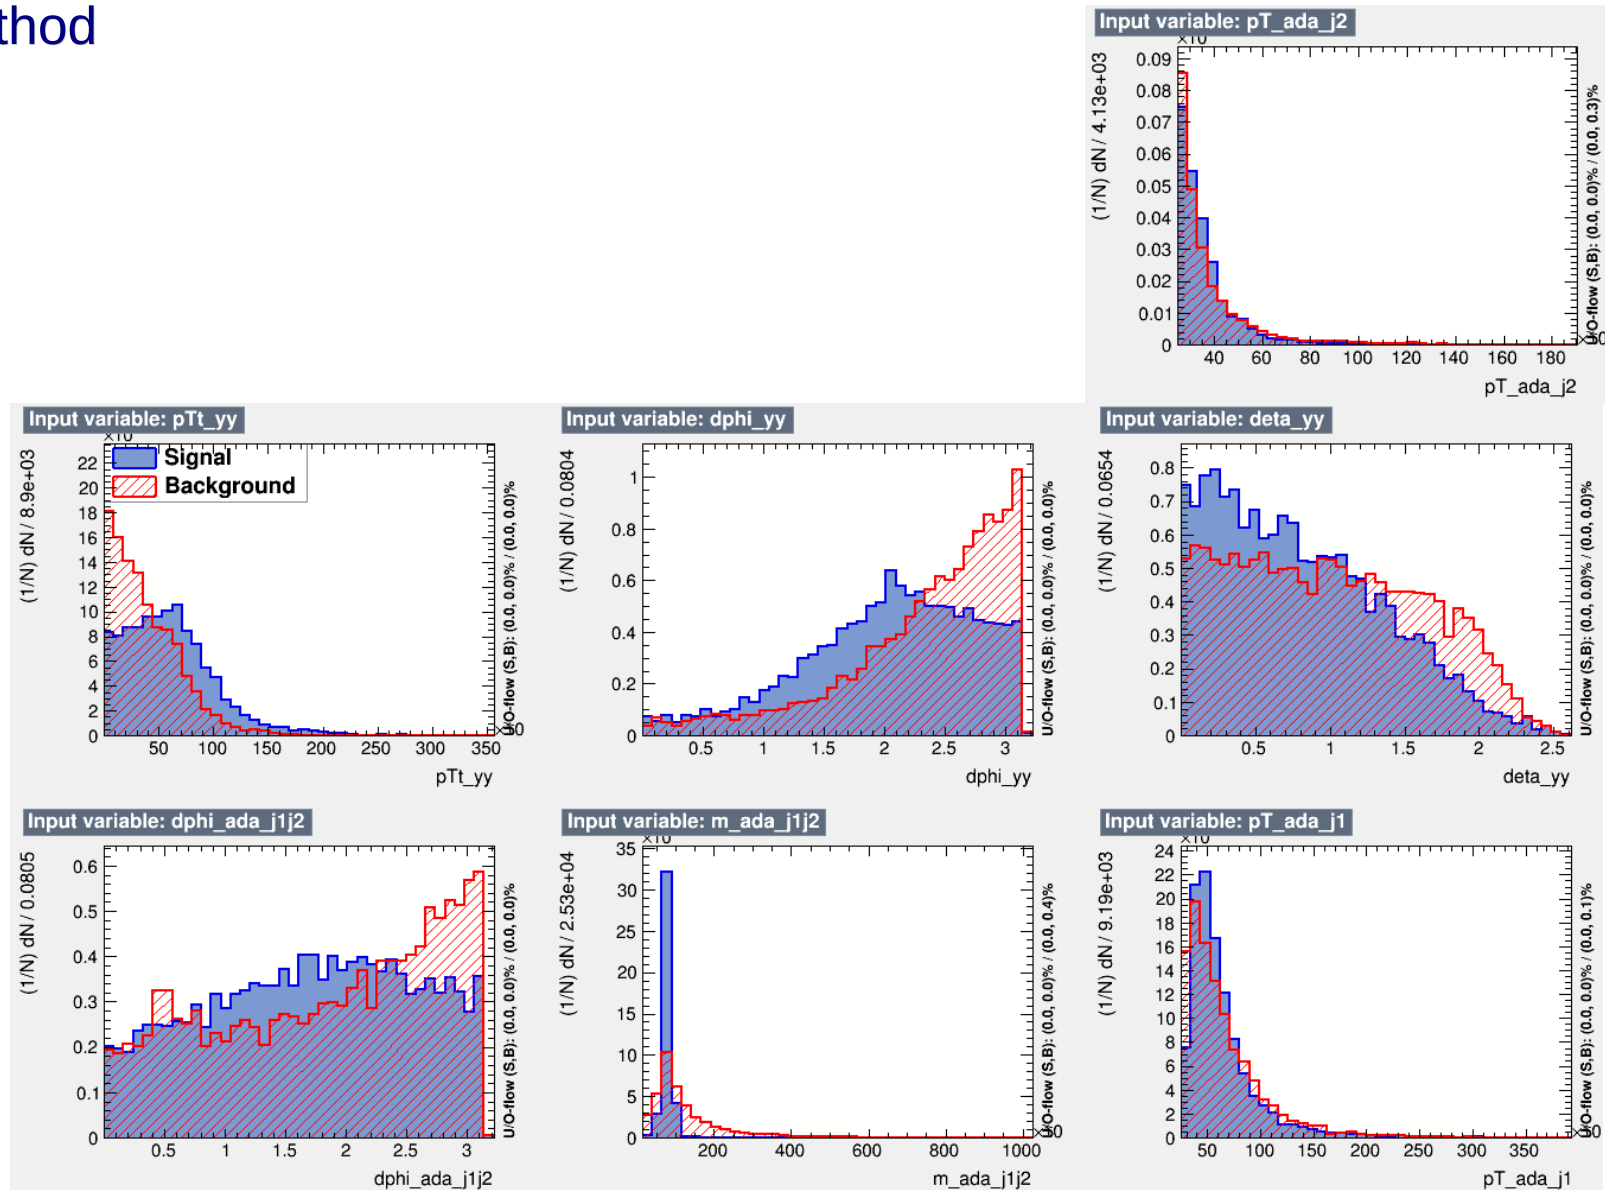 thod
Input variable: pT_ada_j2
×10
(1/N) dN / 4.13e+03
0.09
0.08
0.07
0.06
0.05
0.04
0.03
0.02
0.01
0
40 60 80 100 120 140 160 180
pT_ada_j2
U/O-flow (S,B): (0.0, 0.0)% / (0.0, 0.3)%
Input variable: pTt_yy
×10
(1/N) dN / 8.9e+03
Signal
Background
22
20
18
16
14
12
10
8
6
4
2
0
50 100 150 200 250 300 350
pTt_yy
U/O-flow (S,B): (0.0, 0.0)% / (0.0, 0.0)%
Input variable: dphi_yy
(1/N) dN / 0.0804
1
0.8
0.6
0.4
0.2
0
0.5 1 1.5 2 2.5 3
dphi_yy
U/O-flow (S,B): (0.0, 0.0)% / (0.0, 0.0)%
Input variable: deta_yy
(1/N) dN / 0.0654
0.8
0.7
0.6
0.5
0.4
0.3
0.2
0.1
0
0.5 1 1.5 2 2.5
deta_yy
U/O-flow (S,B): (0.0, 0.0)% / (0.0, 0.0)%
Input variable: dphi_ada_j1j2
(1/N) dN / 0.0805
0.6
0.5
0.4
0.3
0.2
0.1
0
0.5 1 1.5 2 2.5 3
dphi_ada_j1j2
U/O-flow (S,B): (0.0, 0.0)% / (0.0, 0.0)%
Input variable: m_ada_j1j2
×10
(1/N) dN / 2.53e+04
35
30
25
20
15
10
5
0
200 400 600 800 1000
m_ada_j1j2
U/O-flow (S,B): (0.0, 0.0)% / (0.0, 0.4)%
Input variable: pT_ada_j1
×10
(1/N) dN / 9.19e+03
24
22
20
18
16
14
12
10
8
6
4
2
0
50 100 150 200 250 300 350
pT_ada_j1
U/O-flow (S,B): (0.0, 0.0)% / (0.0, 0.1)%